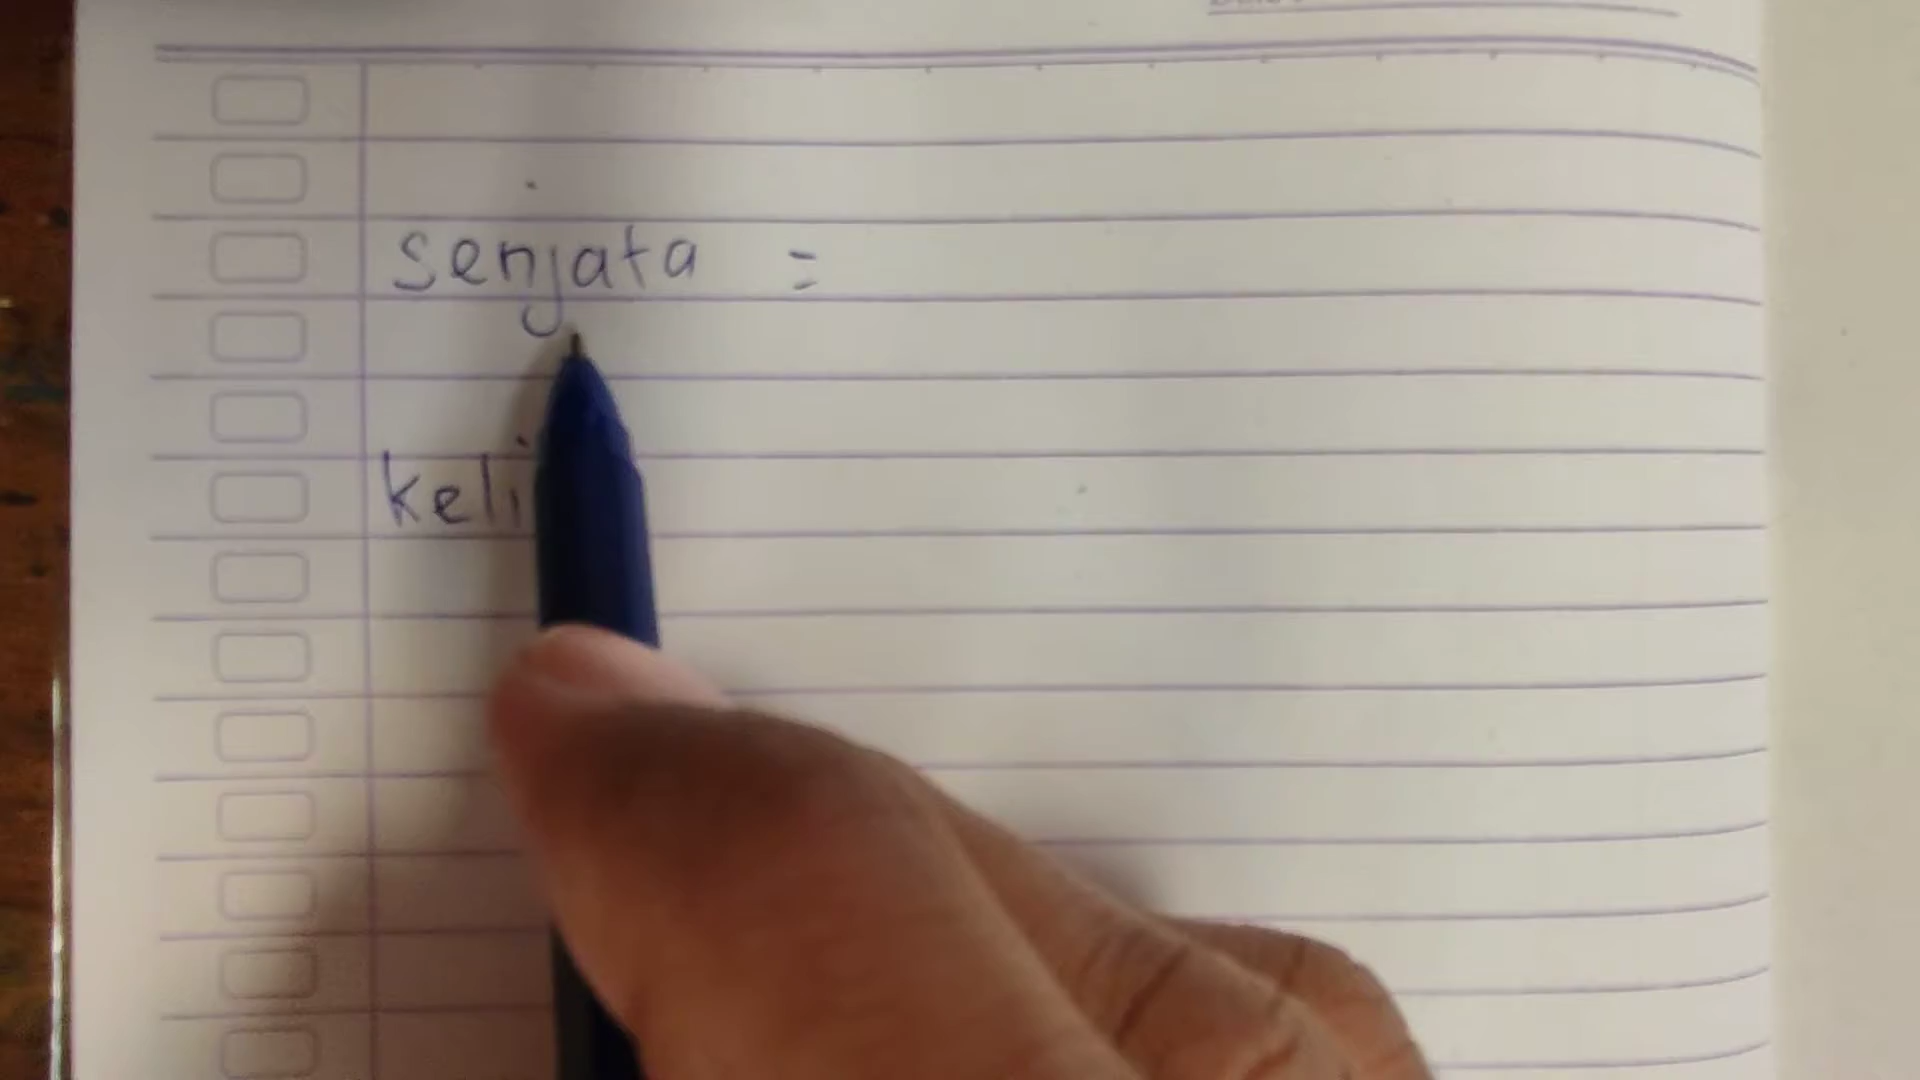 senjata =
keli